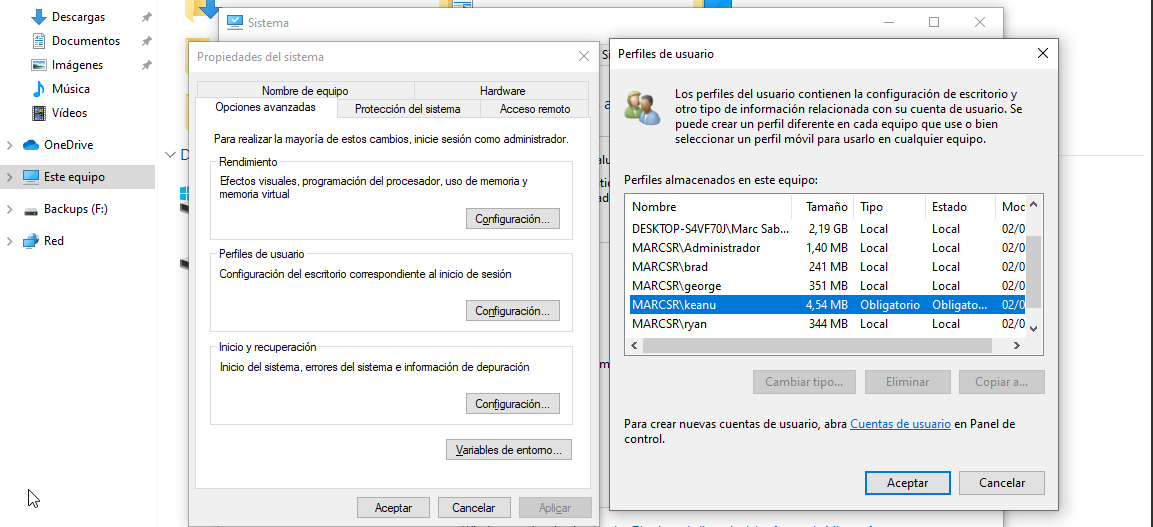 Descargas
Documentos
Imágenes
Música
Vídeos
OneDrive
Este equipo
Backups (F:)
Red
Sistema
Propiedades del sistema
Nombre de equipo
Hardware
Opciones avanzadas
Protección del sistema
Acceso remoto
Para realizar la mayoría de estos cambios, inicie sesión como administrador.
Rendimiento
Efectos visuales, programación del procesador, uso de memoria y
memoria virtual
Configuración...
Perfiles de usuario
Configuración del escritorio correspondiente al inicio de sesión
Configuración...
Inicio y recuperación
Inicio del sistema, errores del sistema e información de depuración
Configuración...
Variables de entorno...
Aceptar
Cancelar
Aplicar
Perfiles de usuario
Los perfiles del usuario contienen la configuración de escritorio y
otro tipo de información relacionada con su cuenta de usuario. Se
puede crear un perfil diferente en cada equipo que use o bien
seleccionar un perfil móvil para usarlo en cualquier equipo.
Perfiles almacenados en este equipo:
Nombre Tamaño Tipo Estado Moc
DESKTOP-S4VF70J\Marc Sab... 2,19 GB Local Local 02/0
MARCSR\Administrador 1,40 MB Local Local 02/0
MARCSR\brad 241 MB Local Local 02/0
MARCSR\george 351 MB Local Local 02/0
MARCSR\keanu 4,54 MB Obligatorio Obligato... 02/0
MARCSR\ryan 344 MB Local Local 02/0
Cambiar tipo...
Eliminar
Copiar a...
Para crear nuevas cuentas de usuario, abra Cuentas de usuario en Panel de
control.
Aceptar
Cancelar